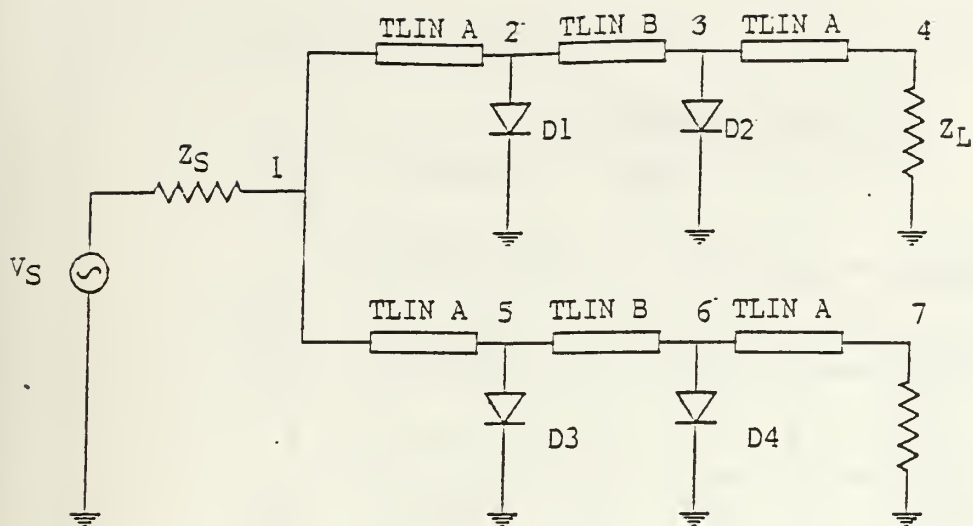 TLIN A 2 TLIN B 3 TLIN A 4
D1 D2 Z_L
Z_S 1
V_S
TLIN A 5 TLIN B 6 TLIN A 7
D3 D4